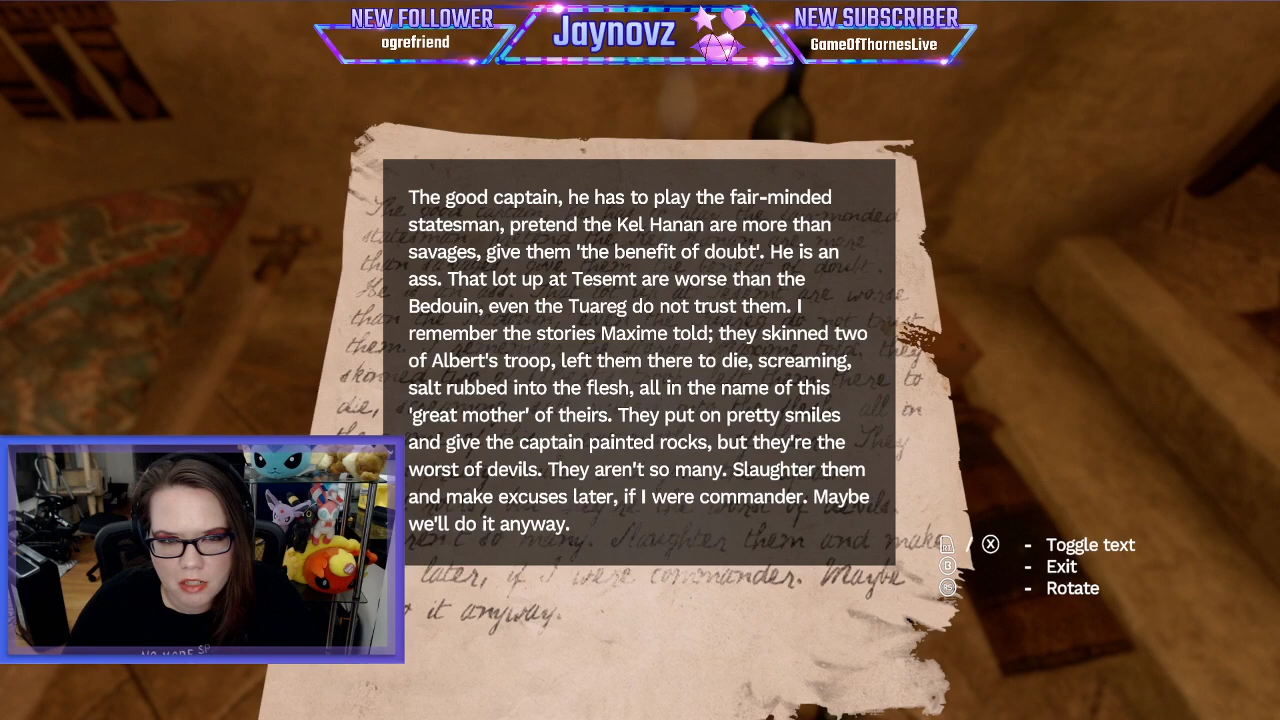 NEW FOLLOWER
ogrefriend
Jaynovz
NEW SUBSCRIBER
GameOfThornesLive
The good captain, he has to play the fair-minded
statesman, pretend the Kel Hanan are more than
savages, give them 'the benefit of doubt'. He is an
ass. That lot up at Tesemt are worse than the
Bedouin, even the Tuareg do not trust them. I
remember the stories Maxime told; they skinned two
of Albert's troop, left them there to die, screaming,
salt rubbed into the flesh, all in the name of this
'great mother' of theirs. They put on pretty smiles
and give the captain painted rocks, but they're the
worst of devils. They aren't so many. Slaughter them
and make excuses later, if I were commander. Maybe
we'll do it anyway.
later, if I were commander. Maybe
it anyway.
/ X - Toggle text
B - Exit
RS - Rotate